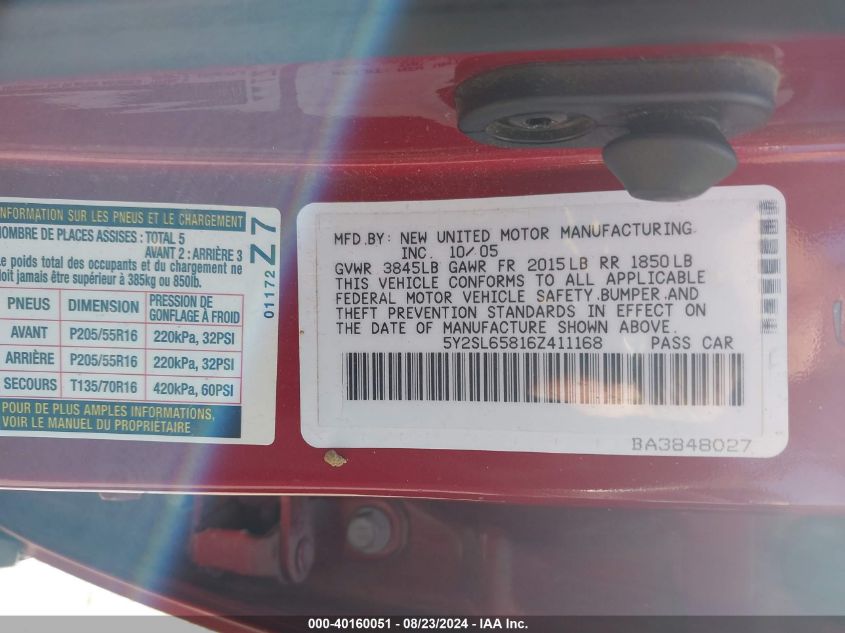 INFORMATION SUR LES PNEUS ET LE CHARGEMENT
NOMBRE DE PLACES ASSISES: TOTAL 5
AVANT 2: ARRIÈRE 3
Le poids total des occupants et du chargement ne
doit jamais être supérieur à 385kg ou 850lb.
PNEUS DIMENSION PRESSION DE GONFLAGE À FROID
AVANT P205/55R16 220kPa, 32PSI
ARRIÈRE P205/55R16 220kPa, 32PSI
SECOURS T135/70R16 420kPa, 60PSI
POUR DE PLUS AMPLES INFORMATIONS,
VOIR LE MANUEL DU PROPRIÉTAIRE
01172 Z7
MFD.BY: NEW UNITED MOTOR MANUFACTURING
INC. 10/05
GVWR 3845LB GAWR FR 2015LB RR 1850LB
THIS VEHICLE CONFORMS TO ALL APPLICABLE
FEDERAL MOTOR VEHICLE SAFETY,BUMPER,AND
THEFT PREVENTION STANDARDS IN EFFECT ON
THE DATE OF MANUFACTURE SHOWN ABOVE.
5Y2SL65816Z411168 PASS CAR
BA3848027
000-40160051 - 08/23/2024 - IAA Inc.